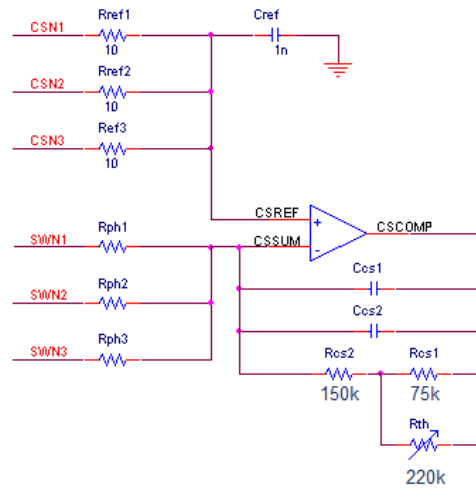 Rref1
Cref
CSN1
10
1n
Rref2
CSN2
10
Ref3
CSN3
10
CSREF
+
Rph1
CSCOMP
SWN1
CSSUM
-
Rph2
Ccs1
SWN2
Rph3
Ccs2
SWN3
Rcs2
Rcs1
150k
75k
Rth
220k